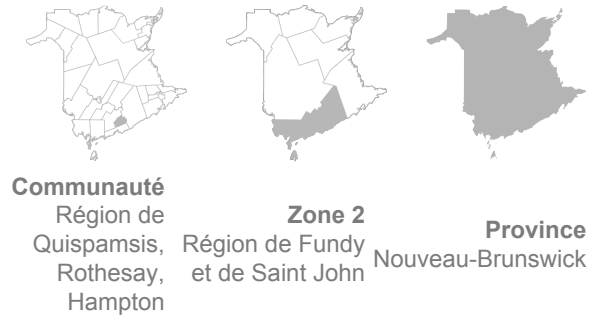 Communauté
Région de
Quispamsis,
Rothesay,
Hampton
Zone 2
Région de Fundy
et de Saint John
Province
Nouveau-Brunswick